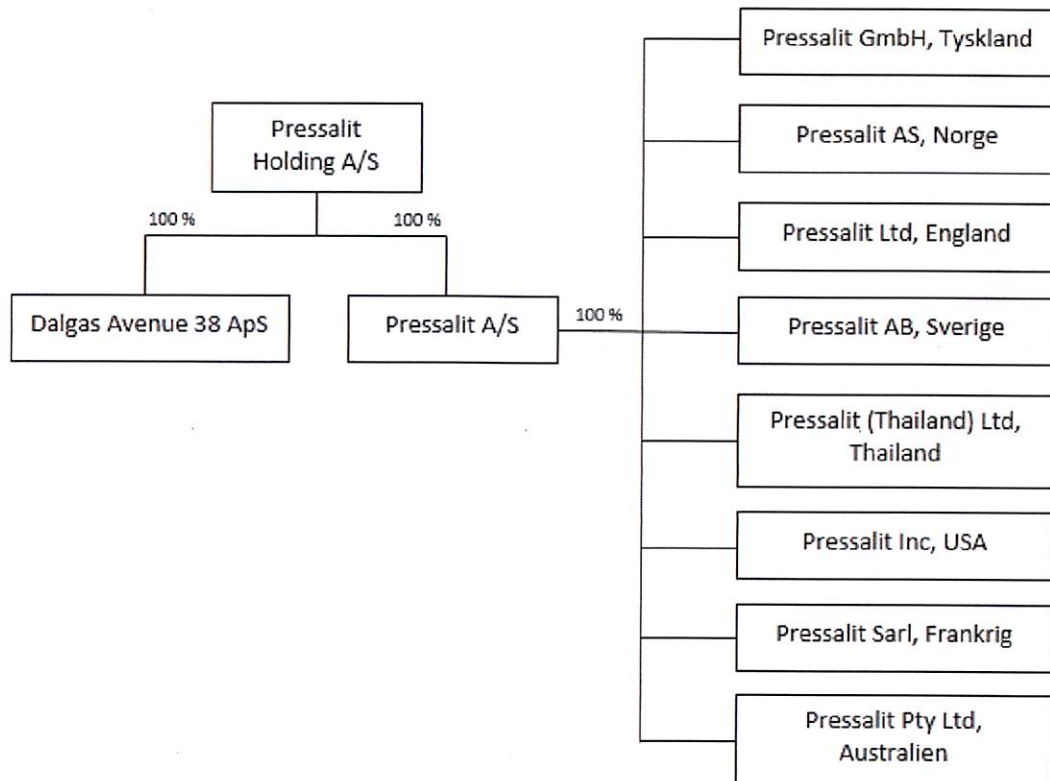 Pressalit
Holding A/S
100 %
100 %
Dalgas Avenue 38 ApS
Pressalit A/S
100 %
Pressalit GmbH, Tyskland
Pressalit AS, Norge
Pressalit Ltd, England
Pressalit AB, Sverige
Pressalit (Thailand) Ltd,
Thailand
Pressalit Inc, USA
Pressalit Sarl, Frankrig
Pressalit Pty Ltd,
Australien